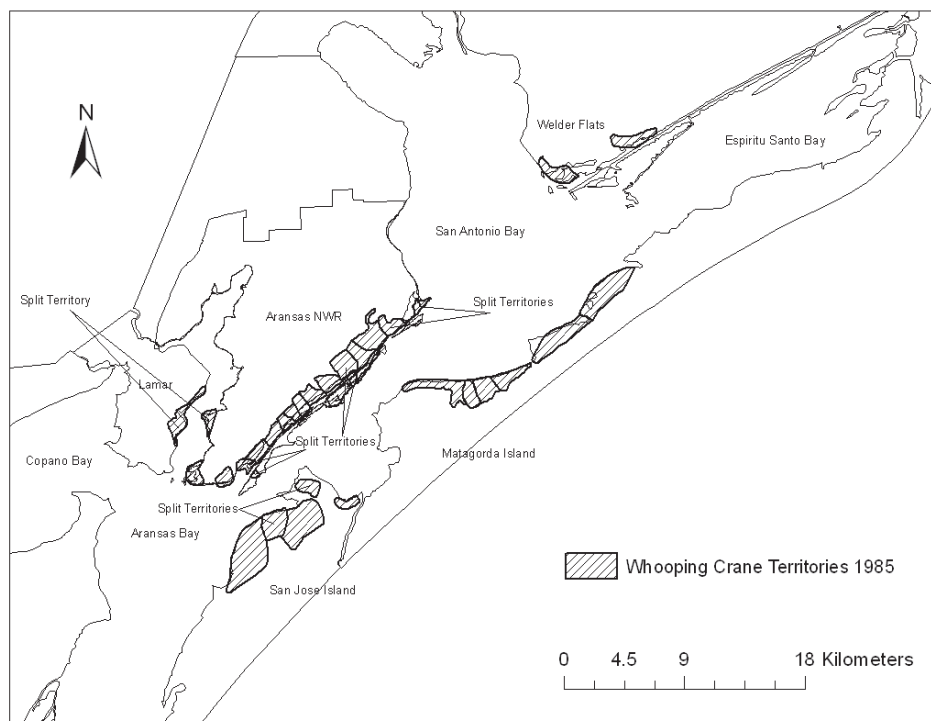 N
Welder Flats
Espiritu Santo Bay
San Antonio Bay
Split Territory
Aransas NWR
Split Territories
Lamar
Split Territories
Copano Bay
Matagorda Island
Split Territories
Aransas Bay
San Jose Island
Whooping Crane Territories 1985
0 4.5 9 18 Kilometers